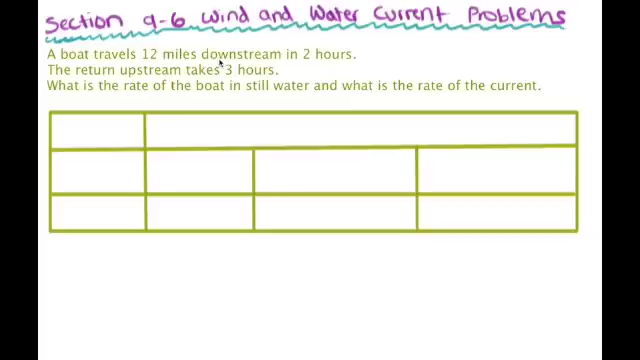 Section 9-6 Wind and Water Current Problems
A boat travels 12 miles downstream in 2 hours.
The return upstream takes 3 hours.
What is the rate of the boat in still water and what is the rate of the current.